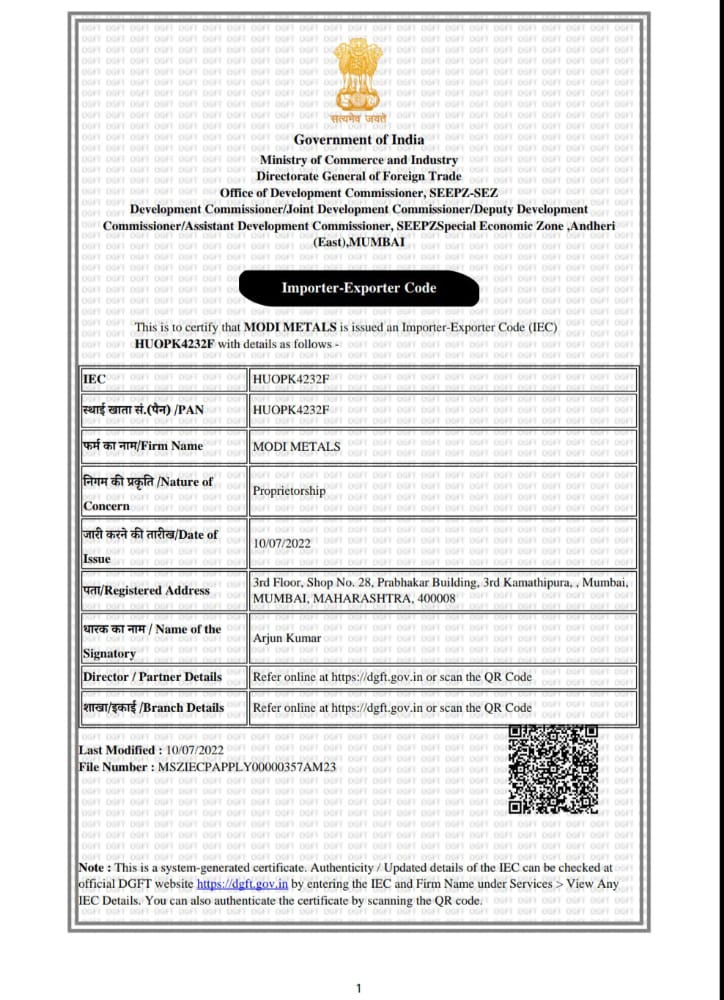 सत्यमेव जयते
Government of India
Ministry of Commerce and Industry
Directorate General of Foreign Trade
Office of Development Commissioner, SEEPZ-SEZ
Development Commissioner/Joint Development Commissioner/Deputy Development
Commissioner/Assistant Development Commissioner, SEEPZSpecial Economic Zone ,Andheri
(East),MUMBAI
Importer-Exporter Code
This is to certify that MODI METALS is issued an Importer-Exporter Code (IEC)
HUOPK4232F with details as follows -
IEC HUOPK4232F
स्थाई खाता सं.(पैन) /PAN HUOPK4232F
फर्म का नाम/Firm Name MODI METALS
निगम की प्रकृति /Nature of
Concern
Proprietorship
जारी करने की तारीख/Date of
Issue
10/07/2022
पता/Registered Address
3rd Floor, Shop No. 28, Prabhakar Building, 3rd Kamathipura, , Mumbai,
MUMBAI, MAHARASHTRA, 400008
धारक का नाम / Name of the
Signatory
Arjun Kumar
Director / Partner Details Refer online at https://dgft.gov.in or scan the QR Code
शाखा/इकाई /Branch Details Refer online at https://dgft.gov.in or scan the QR Code
Last Modified : 10/07/2022
File Number : MSZIECPAPPLY00000357AM23
Note : This is a system-generated certificate. Authenticity / Updated details of the IEC can be checked at
official DGFT website https://dgft.gov.in by entering the IEC and Firm Name under Services > View Any
IEC Details. You can also authenticate the certificate by scanning the QR code.
1